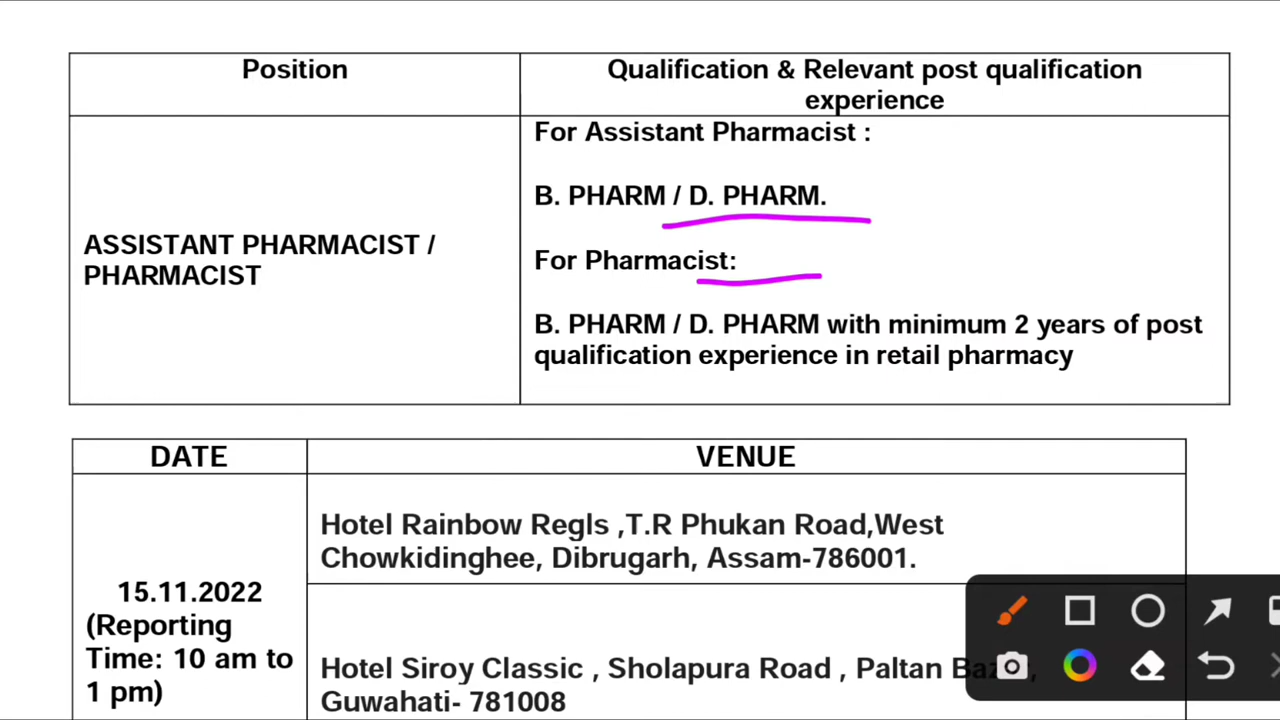 Position
Qualification & Relevant post qualification
experience
ASSISTANT PHARMACIST /
PHARMACIST
For Assistant Pharmacist :
B. PHARM / D. PHARM.
For Pharmacist:
B. PHARM / D. PHARM with minimum 2 years of post
qualification experience in retail pharmacy
DATE
VENUE
15.11.2022
(Reporting
Time: 10 am to
1 pm)
Hotel Rainbow Regls ,T.R Phukan Road,West
Chowkidinghee, Dibrugarh, Assam-786001.
Hotel Siroy Classic , Sholapura Road , Paltan
Guwahati- 781008